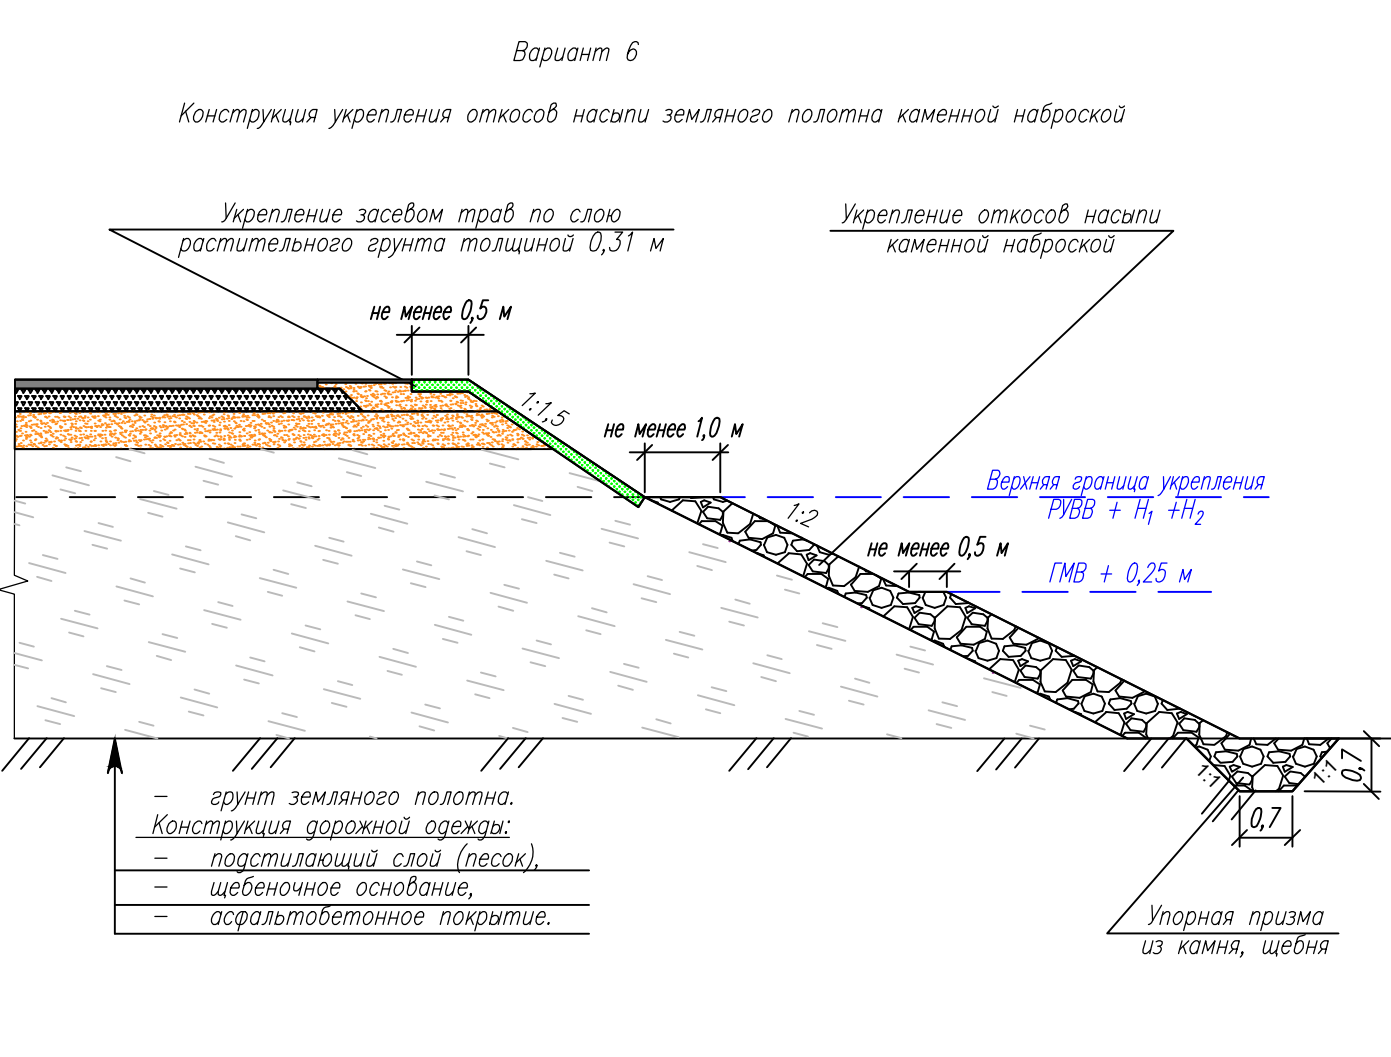 Вариант 6
Конструкция укрепления откосов насыпи земляного полотна каменной наброской
Укрепление засевом трав по слою
растительного грунта толщиной 0,31 м
Укрепление откосов насыпи
каменной наброской
не менее 0,5 м
1:1,5
не менее 1,0 м
Верхняя граница укрепления
РУВВ + H₁ +H₂
1:2
не менее 0,5 м
ГМВ + 0,25 м
1:1
1:1
0,7
0,7
– грунт земляного полотна.
Конструкция дорожной одежды:
– подстилающий слой (песок),
– щебеночное основание,
– асфальтобетонное покрытие.
Упорная призма
из камня, щебня